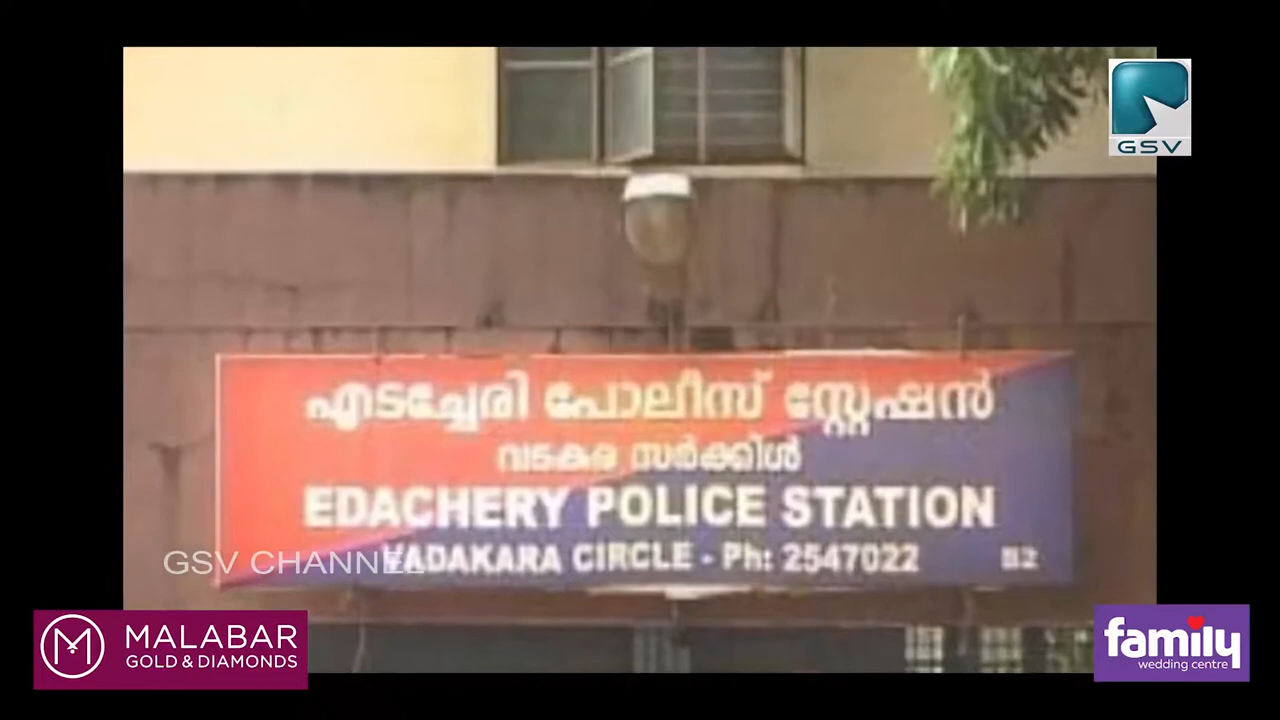 GSV
എടച്ചേരി പോലീസ് സ്റ്റേഷൻ
വടകര സർക്കിൾ
EDACHERY POLICE STATION
VADAKARA CIRCLE - Ph: 2547022
GSV CHANNEL
MALABAR
GOLD & DIAMONDS
family
wedding centre